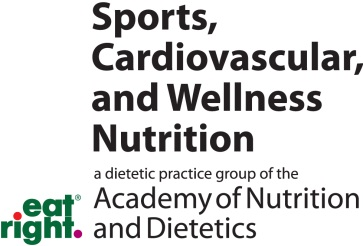 Sports,
Cardiovascular,
and Wellness
Nutrition
a dietetic practice group of the
eat® Academy of Nutrition
right. and Dietetics